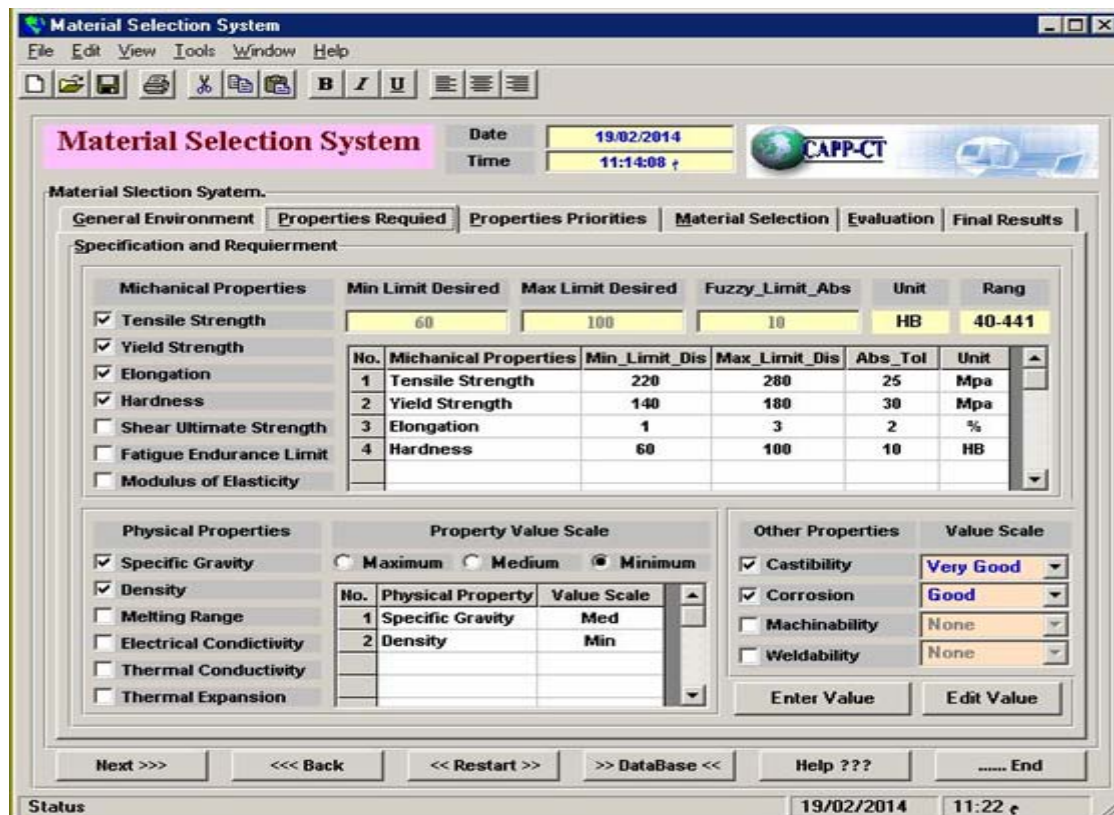 Material Selection System
File Edit View Tools Window Help
B I U
Material Selection System
Date 19/02/2014
Time 11:14:08 ع
CAPP-CT
Material Slection Syatem.
General Environment Properties Requied Properties Priorities Material Selection Evaluation Final Results
Specification and Requierment
Michanical Properties Min Limit Desired Max Limit Desired Fuzzy_Limit_Abs Unit Rang
Tensile Strength 60 100 10 HB 40-441
Yield Strength
Elongation
Hardness
Shear Ultimate Strength
Fatigue Endurance Limit
Modulus of Elasticity
No. Michanical Properties Min_Limit_Dis Max_Limit_Dis Abs_Tol Unit
1 Tensile Strength 220 280 25 Mpa
2 Yield Strength 140 180 30 Mpa
3 Elongation 1 3 2 %
4 Hardness 60 100 10 HB
Physical Properties Property Value Scale
Specific Gravity Maximum Medium Minimum
Density
Melting Range
Electrical Condictivity
Thermal Conductivity
Thermal Expansion
No. Physical Property Value Scale
1 Specific Gravity Med
2 Density Min
Other Properties Value Scale
Castibility Very Good
Corrosion Good
Machinability None
Weldability None
Enter Value Edit Value
Next >>> <<< Back << Restart >> >> DataBase << Help ??? ...... End
Status 19/02/2014 11:22 ع